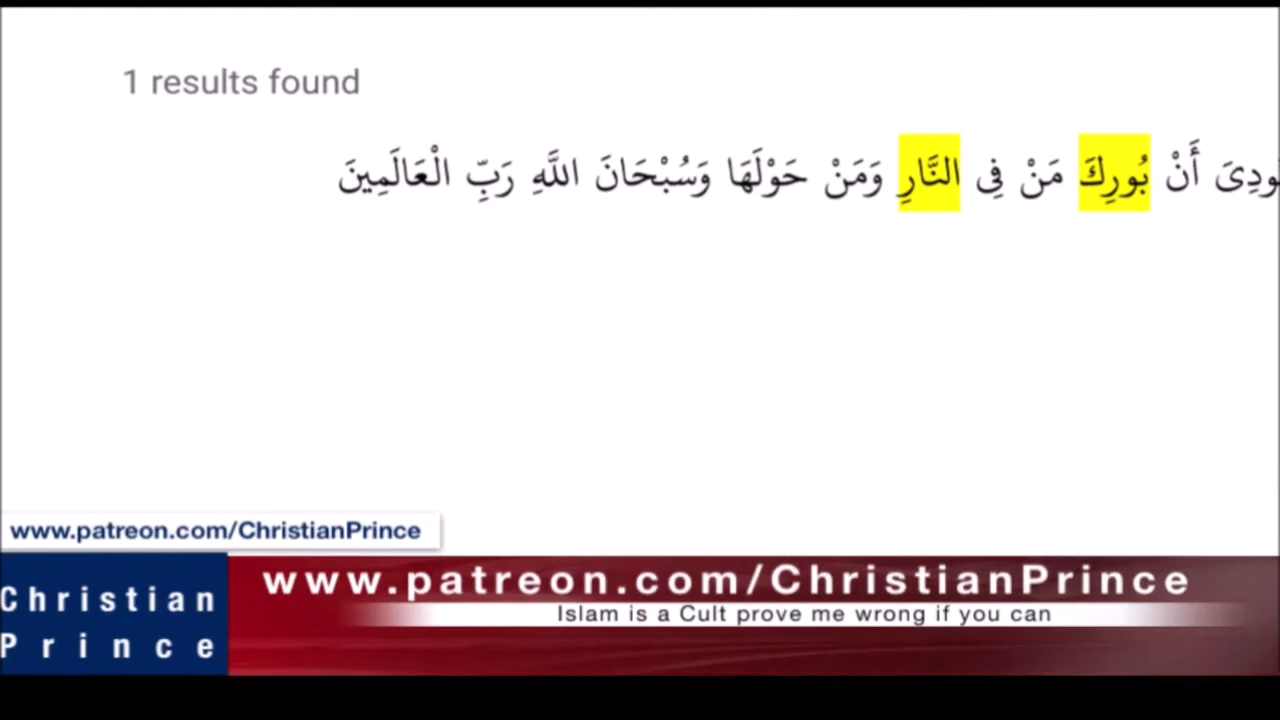 1 results found
أَنْ بُورِكَ مَنْ فِى النَّارِ وَمَنْ حَوْلَهَا وَسُبْحَانَ اللَّهِ رَبِّ الْعَالَمِينَ
www.patreon.com/ChristianPrince
www.patreon.com/ChristianPrince
Islam is a Cult prove me wrong if you can
Christian
Prince